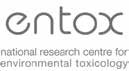 entox
national research centre for
environmental toxicology